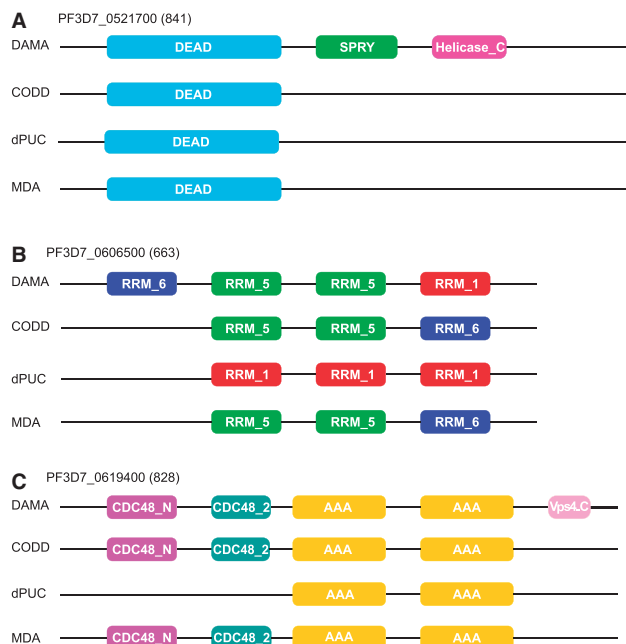 A PF3D7_0521700 (841)
DAMA DEAD SPRY Helicase_C
CODD DEAD
dPUC DEAD
MDA DEAD
B PF3D7_0606500 (663)
DAMA RRM_6 RRM_5 RRM_5 RRM_1
CODD RRM_5 RRM_5 RRM_6
dPUC RRM_1 RRM_1 RRM_1
MDA RRM_5 RRM_5 RRM_6
C PF3D7_0619400 (828)
DAMA CDC48_N CDC48_2 AAA AAA Vps4_C
CODD CDC48_N CDC48_2 AAA AAA
dPUC AAA AAA
MDA CDC48_N CDC48_2 AAA AAA